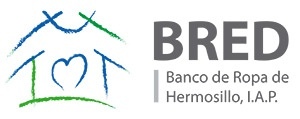 BRED
Banco de Ropa de
Hermosillo, I.A.P.